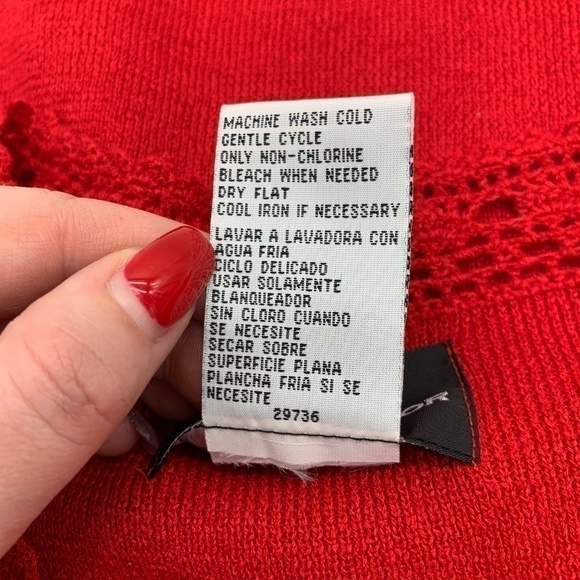 MACHINE WASH COLD
GENTLE CYCLE
ONLY NON-CHLORINE
BLEACH WHEN NEEDED
DRY FLAT
COOL IRON IF NECESSARY
LAVAR A LAVADORA CON
AGUA FRIA
CICLO DELICADO
USAR SOLAMENTE
BLANQUEADOR
SIN CLORO CUANDO
SE NECESITE
SECAR SOBRE
SUPERFICIE PLANA
PLANCHA FRIA SI SE
NECESITE
29736